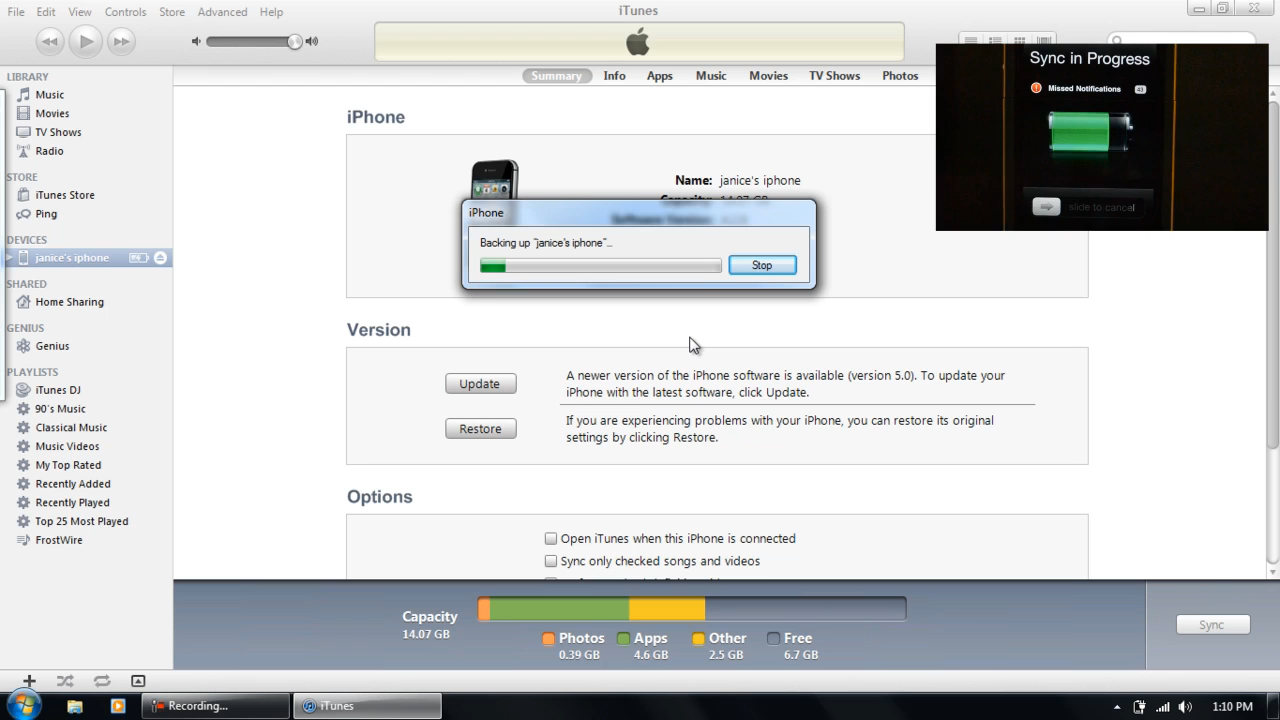 File Edit View Controls Store Advanced Help
iTunes
Sync in Progress
Missed Notifications 43
slide to cancel
LIBRARY
Music
Movies
TV Shows
Radio
STORE
iTunes Store
Ping
DEVICES
janice's iphone
SHARED
Home Sharing
GENIUS
Genius
PLAYLISTS
iTunes DJ
90's Music
Classical Music
Music Videos
My Top Rated
Recently Added
Recently Played
Top 25 Most Played
FrostWire
Summary Info Apps Music Movies TV Shows Photos
iPhone
Name: janice's iphone
Capacity: 14.07 GB
Software Version:
iPhone
Backing up "janice's iphone"...
Stop
Version
Update
A newer version of the iPhone software is available (version 5.0). To update your
iPhone with the latest software, click Update.
Restore
If you are experiencing problems with your iPhone, you can restore its original
settings by clicking Restore.
Options
Open iTunes when this iPhone is connected
Sync only checked songs and videos
Capacity
14.07 GB
Photos Apps Other Free
0.39 GB 4.6 GB 2.5 GB 6.7 GB
Sync
Recording...
iTunes
1:10 PM